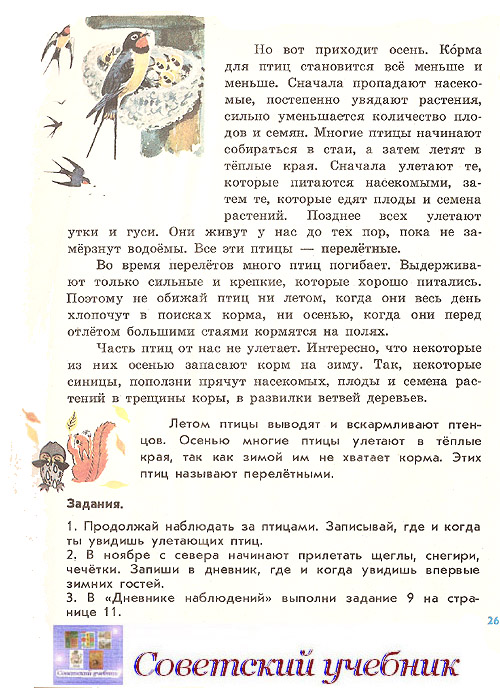 Но вот приходит осень. Ко́рма
для птиц становится всё меньше и
меньше. Сначала пропадают насеко-
мые, постепенно увядают растения,
сильно уменьшается количество пло-
дов и семян. Многие птицы начинают
собираться в стаи, а затем летят в
тёплые края. Сначала улетают те,
которые питаются насекомыми, за-
тем те, которые едят плоды и семена
растений. Позднее всех улетают
утки и гуси. Они живут у нас до тех пор, пока не за-
мёрзнут водоёмы. Все эти птицы — перелётные.
Во время перелётов много птиц погибает. Выдержива-
ют только сильные и крепкие, которые хорошо питались.
Поэтому не обижай птиц ни летом, когда они весь день
хлопочут в поисках корма, ни осенью, когда они перед
отлётом большими стаями кормятся на полях.
Часть птиц от нас не улетает. Интересно, что некоторые
из них осенью запасают корм на зиму. Так, некоторые
синицы, поползни прячут насекомых, плоды и семена рас-
тений в трещины коры, в развилки ветвей деревьев.
Летом птицы выводят и вскармливают птен-
цов. Осенью многие птицы улетают в тёплые
края, так как зимой им не хватает корма. Этих
птиц называют перелётными.
Задания.
1. Продолжай наблюдать за птицами. Записывай, где и когда
ты увидишь улетающих птиц.
2. В ноябре с севера начинают прилетать щеглы, снегири,
чечётки. Запиши в дневник, где и когда увидишь впервые
зимних гостей.
3. В «Дневнике наблюдений» выполни задание 9 на стра-
нице 11.
26
Советский учебник
Советский учебник